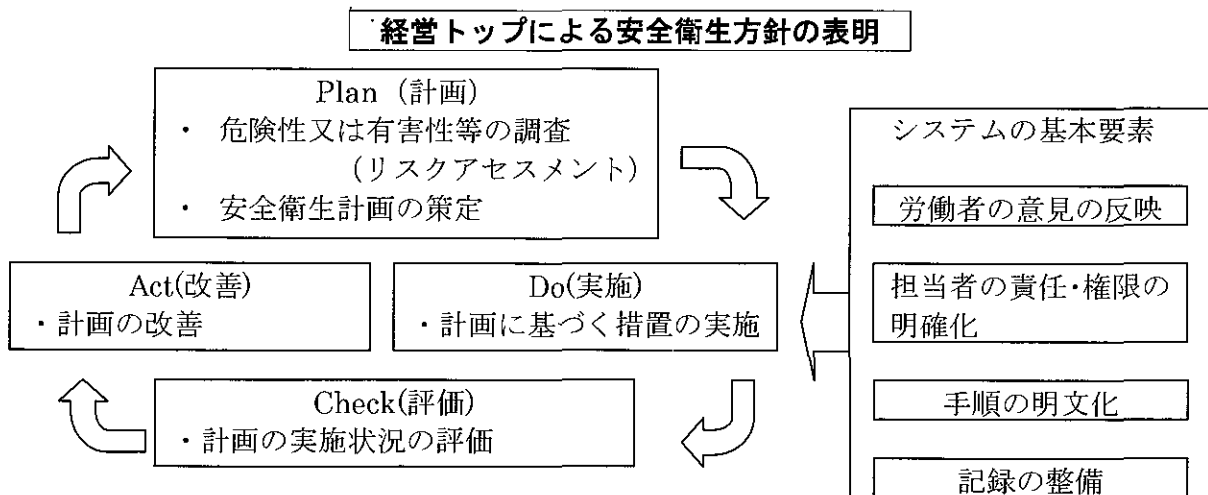 経営トップによる安全衛生方針の表明
Plan (計画)
・ 危険性又は有害性等の調査
(リスクアセスメント)
・ 安全衛生計画の策定
Act(改善)
・計画の改善
Do(実施)
・計画に基づく措置の実施
Check(評価)
・計画の実施状況の評価
システムの基本要素
労働者の意見の反映
担当者の責任・権限の
明確化
手順の明文化
記録の整備